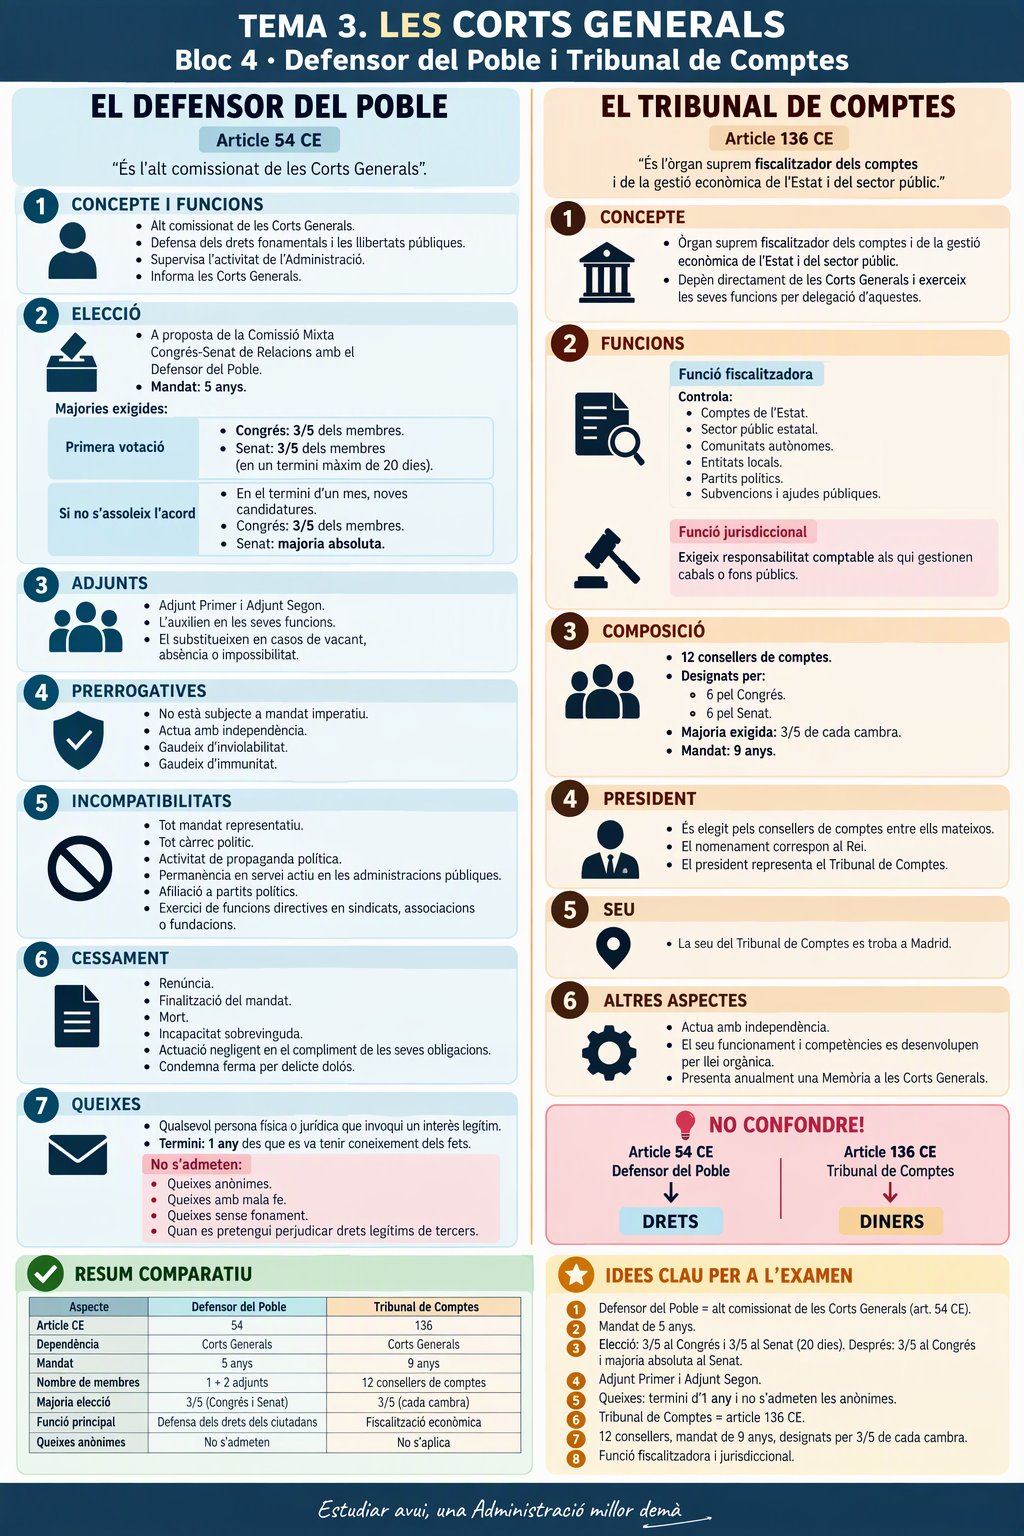 TEMA 3. LES CORTS GENERALS
Bloc 4 • Defensor del Poble i Tribunal de Comptes
EL DEFENSOR DEL POBLE
Article 54 CE
“És l’alt comissionat de les Corts Generals”.
1 CONCEPTE I FUNCIONS
• Alt comissionat de les Corts Generals.
• Defensa dels drets fonamentals i les llibertats públiques.
• Supervisa l’activitat de l’Administració.
• Informa les Corts Generals.
2 ELECCIÓ
• A proposta de la Comissió Mixta
Congrés-Senat de Relacions amb el
Defensor del Poble.
• Mandat: 5 anys.
Majories exigides:
Primera votació
• Congrés: 3/5 dels membres.
• Senat: 3/5 dels membres
(en un termini màxim de 20 dies).
Si no s’assoleix l’acord
• En el termini d’un mes, noves
candidatures.
• Congrés: 3/5 dels membres.
• Senat: majoría absoluta.
3 ADJUNTS
• Adjunt Primer i Adjunt Segon.
• L’auxilien en les seves funcions.
• El substitueixen en casos de vacant,
absència o impossibilitat.
4 PRERROGATIVES
• No està subjecte a mandat imperatiu.
• Actua amb independència.
• Gaudeix d’inviolabilitat.
• Gaudeix d’immunitat.
5 INCOMPATIBILITATS
• Tot mandat representatiu.
• Tot càrrec politic.
• Activitat de propaganda política.
• Permanència en servei actiu en les administracions públiques.
• Afiliació a partits polítics.
• Exercici de funcions directives en sindicats, associacions
o fundacions.
6 CESSAMENT
• Renúncia.
• Finalització del mandat.
• Mort.
• Incapacitat sobrevinguda.
• Actuació negligent en el compliment de les seves obligacions.
• Condemna ferma per delicte dolós.
7 QUEIXES
• Qualsevol persona física o jurídica que invoqui un interès legítim.
• Termini: 1 any des que es va tenir coneixement dels fets.
No s’admeten:
• Queixes anònimes.
• Queixes amb mala fe.
• Queixes sense fonament.
• Quan es pretengui perjudicar drets legítims de tercers.
EL TRIBUNAL DE COMPTES
Article 136 CE
“És l’òrgan suprem fiscalitzador dels comptes
i de la gestió econòmica de l’Estat i del sector públic.”
1 CONCEPTE
• Òrgan suprem fiscalitzador dels comptes i de la gestió
econòmica de l’Estat i del sector públic.
• Depèn directament de les Corts Generals i exerceix
les seves funcions per delegació d’aquestes.
2 FUNCIONS
Funció fiscalitzadora
Controla:
• Comptes de l’Estat.
• Sector públic estatal.
• Comunitats autònomes.
• Entitats locals.
• Partits polítics.
• Subvencions i ajudes públiques.
Funció jurisdiccional
Exigeix responsabilitat comptable als qui gestionen
cabals o fons públics.
3 COMPOSICIÓ
• 12 consellers de comptes.
• Designats per:
6 pel Congrés.
6 pel Senat.
• Majoria exigida: 3/5 de cada cambra.
• Mandat: 9 anys.
4 PRESIDENT
• És elegit pels consellers de comptes entre ells mateixos.
• El nomenament correspon al Rei.
• El president representa el Tribunal de Comptes.
5 SEU
• La seu del Tribunal de Comptes es troba a Madrid.
6 ALTRES ASPECTES
• Actua amb independència.
• El seu funcionament i competències es desenvolupen
per llei orgànica.
• Presenta anualment una Memòria a les Corts Generals.
NO CONFONDRE!
Article 54 CE
Defensor del Poble
DRETS
Article 136 CE
Tribunal de Comptes
DINERS
RESUM COMPARATIU
Aspecte Defensor del Poble Tribunal de Comptes
Article CE 54 136
Dependència Corts Generals Corts Generals
Mandat 5 anys 9 anys
Nombre de membres 1 + 2 adjunts 12 consellers de comptes
Majoria elecció 3/5 (Congrés i Senat) 3/5 (cada cambra)
Funció principal Defensa dels drets dels ciutadans Fiscalització econòmica
Queixes anònimes No s’admeten No s’aplica
IDEES CLAU PER A L’EXAMEN
1 Defensor del Poble = alt comissionat de les Corts Generals (art. 54 CE).
2 Mandat de 5 anys.
3 Elecció: 3/5 al Congrés i 3/5 al Senat (20 dies). Després: 3/5 al Congrés
i majoria absoluta al Senat.
4 Adjunt Primer i Adjunt Segon.
5 Queixes: termini d’1 any i no s’admeten les anònimes.
6 Tribunal de Comptes = article 136 CE.
7 12 consellers, mandat de 9 anys, designats per 3/5 de cada cambra.
8 Funció fiscalitzadora i jurisdiccional.
Estudiar avui, una Administració millor demà